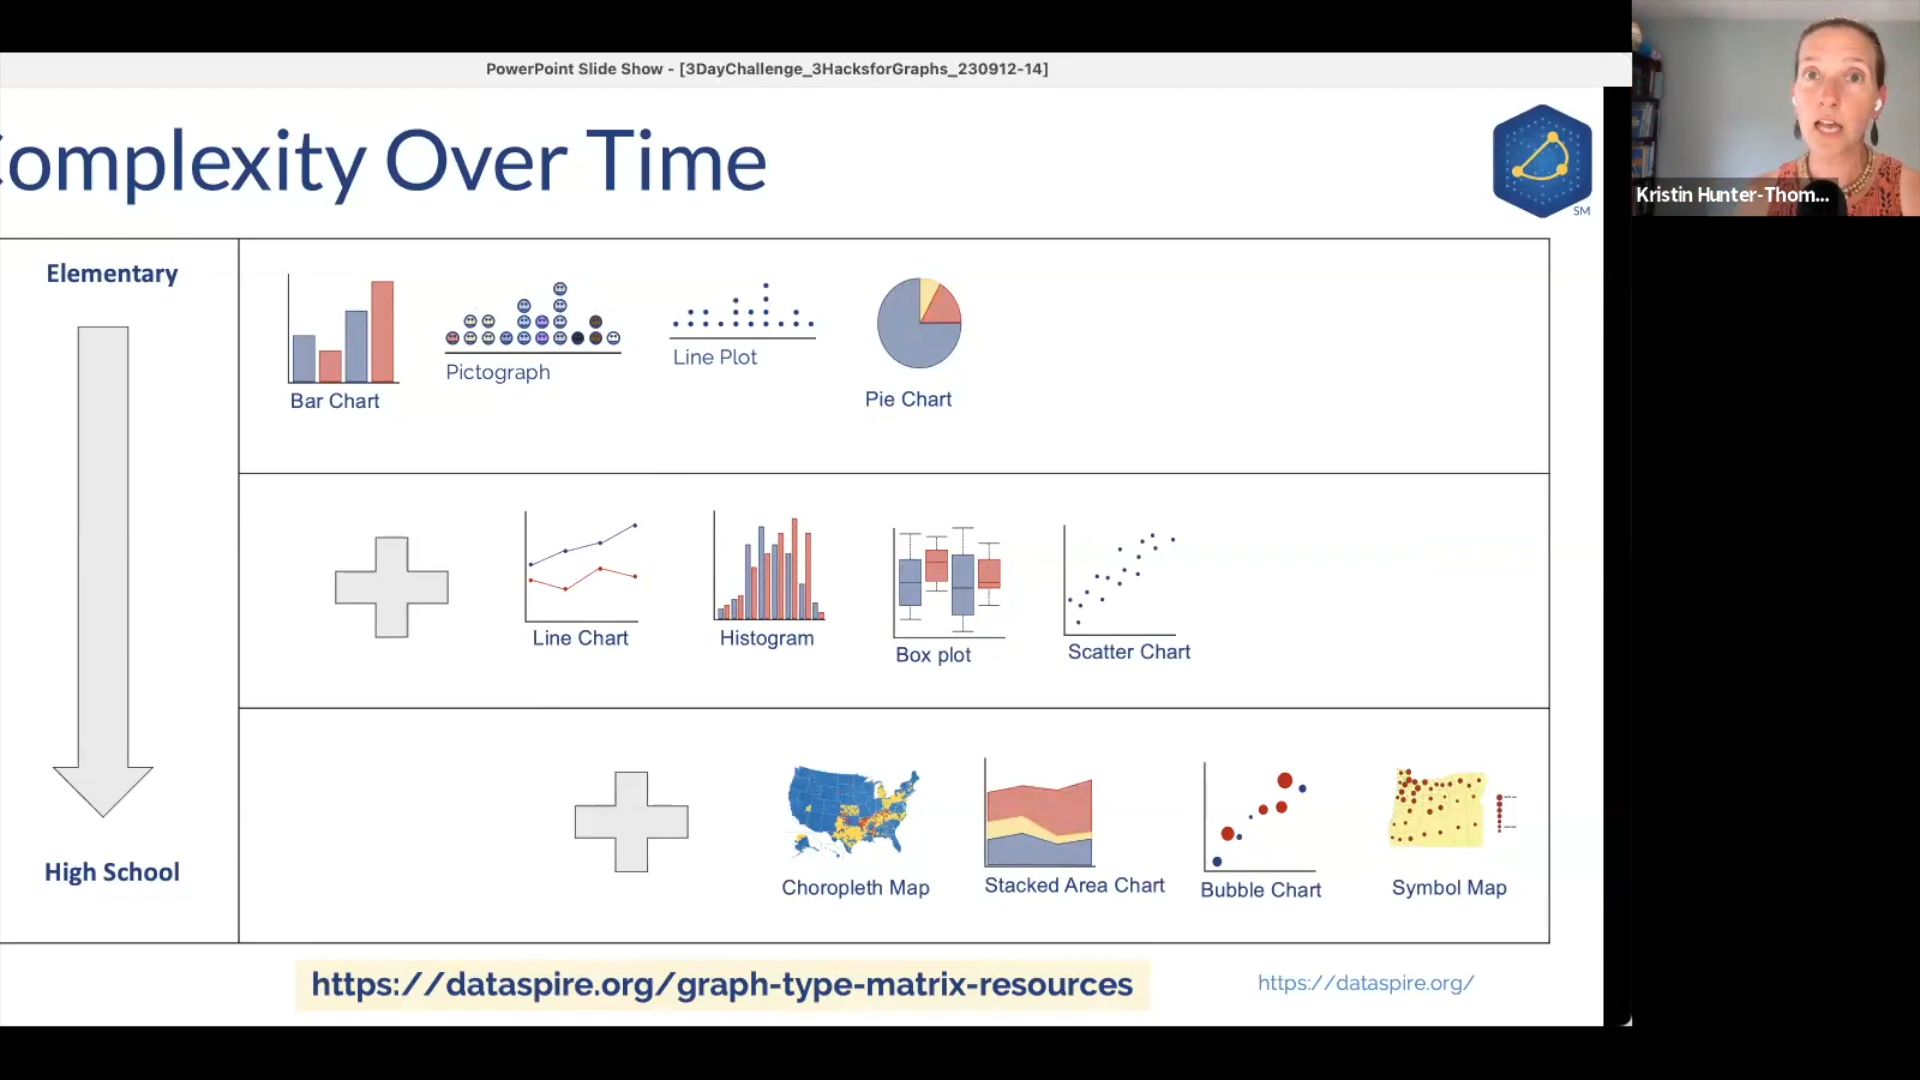 PowerPoint Slide Show - [3DayChallenge_3HacksforGraphs_230912-14]
omplexity Over Time
SM
Kristin Hunter-Thom...
Elementary
Bar Chart
Pictograph
Line Plot
Pie Chart
Line Chart
Histogram
Box plot
Scatter Chart
High School
Choropleth Map
Stacked Area Chart
Bubble Chart
Symbol Map
https://dataspire.org/graph-type-matrix-resources
https://dataspire.org/